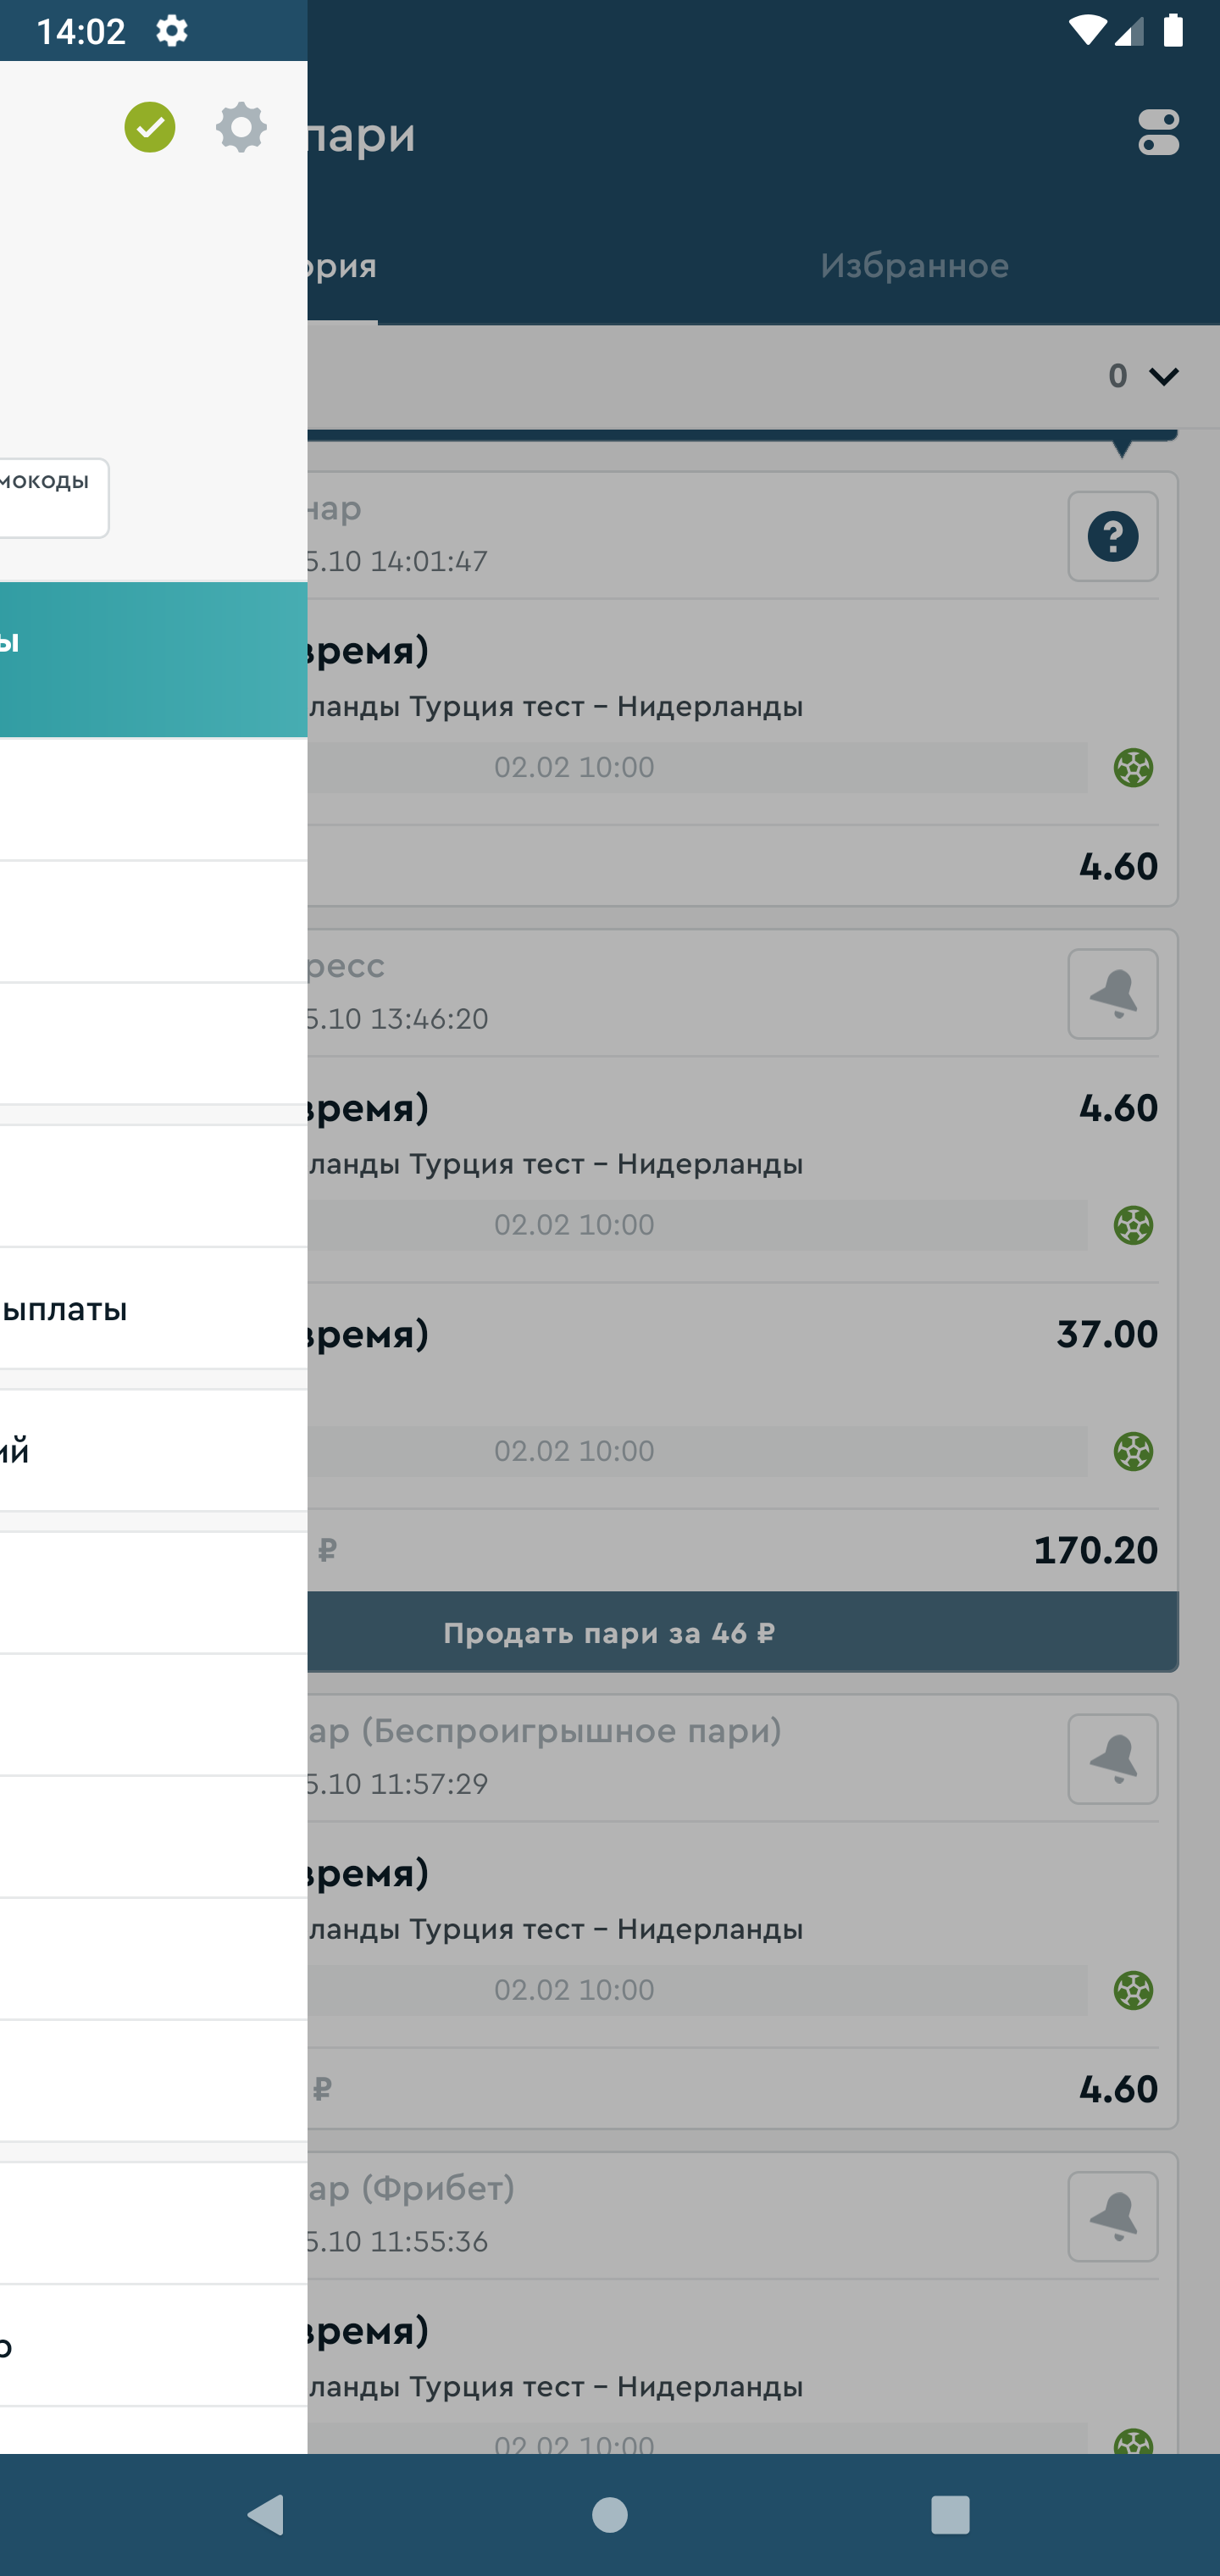 14:02
пари
ория
Избранное
0
мокоды
нар
5.10 14:01:47
ы
время)
ланды Турция тест – Нидерланды
02.02 10:00
4.60
ресс
5.10 13:46:20
время)
4.60
ланды Турция тест – Нидерланды
02.02 10:00
ыплаты
время)
37.00
ий
02.02 10:00
₽
170.20
Продать пари за 46 ₽
ар (Беспроигрышное пари)
5.10 11:57:29
время)
ланды Турция тест – Нидерланды
02.02 10:00
₽
4.60
ар (Фрибет)
5.10 11:55:36
время)
р
ланды Турция тест – Нидерланды
02.02 10:00